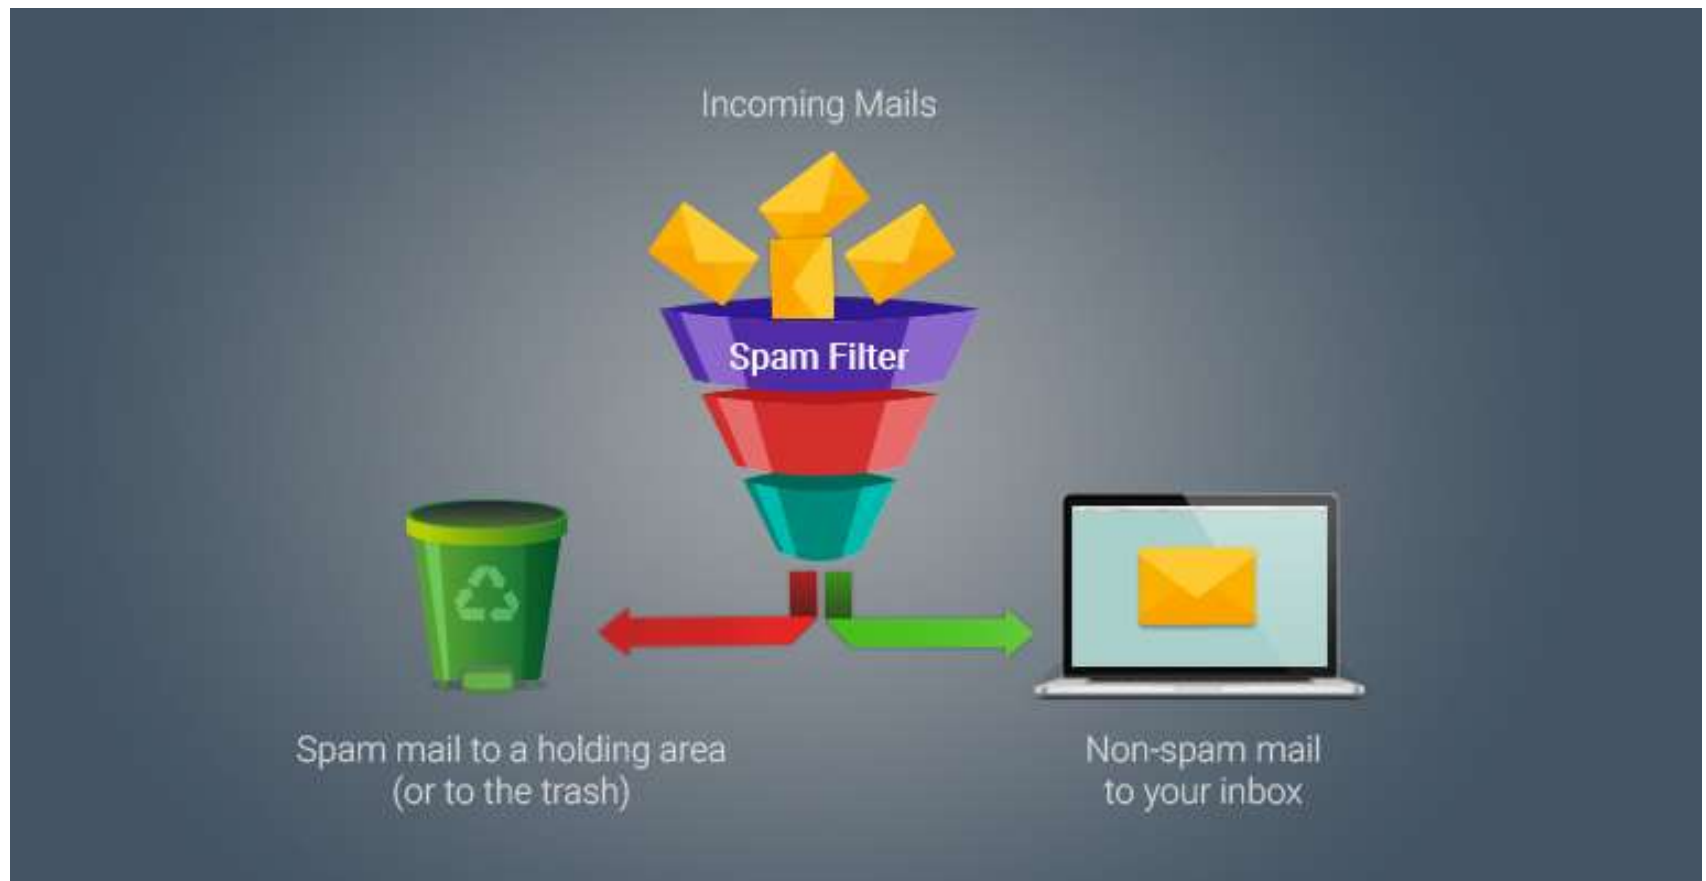 Incoming Mails
Spam Filter
Spam mail to a holding area
(or to the trash)
Non-spam mail
to your inbox